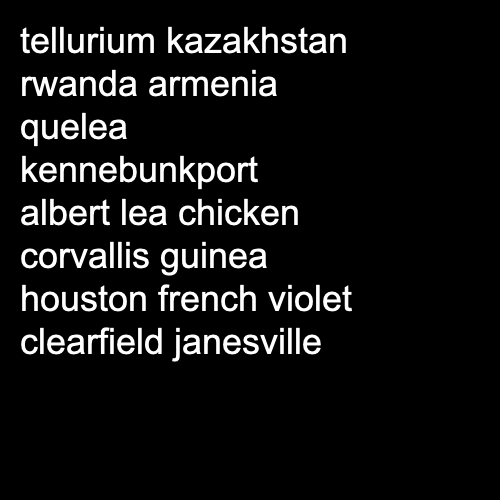 tellurium kazakhstan
rwanda armenia
quelea
kennebunkport
albert lea chicken
corvallis guinea
houston french violet
clearfield janesville